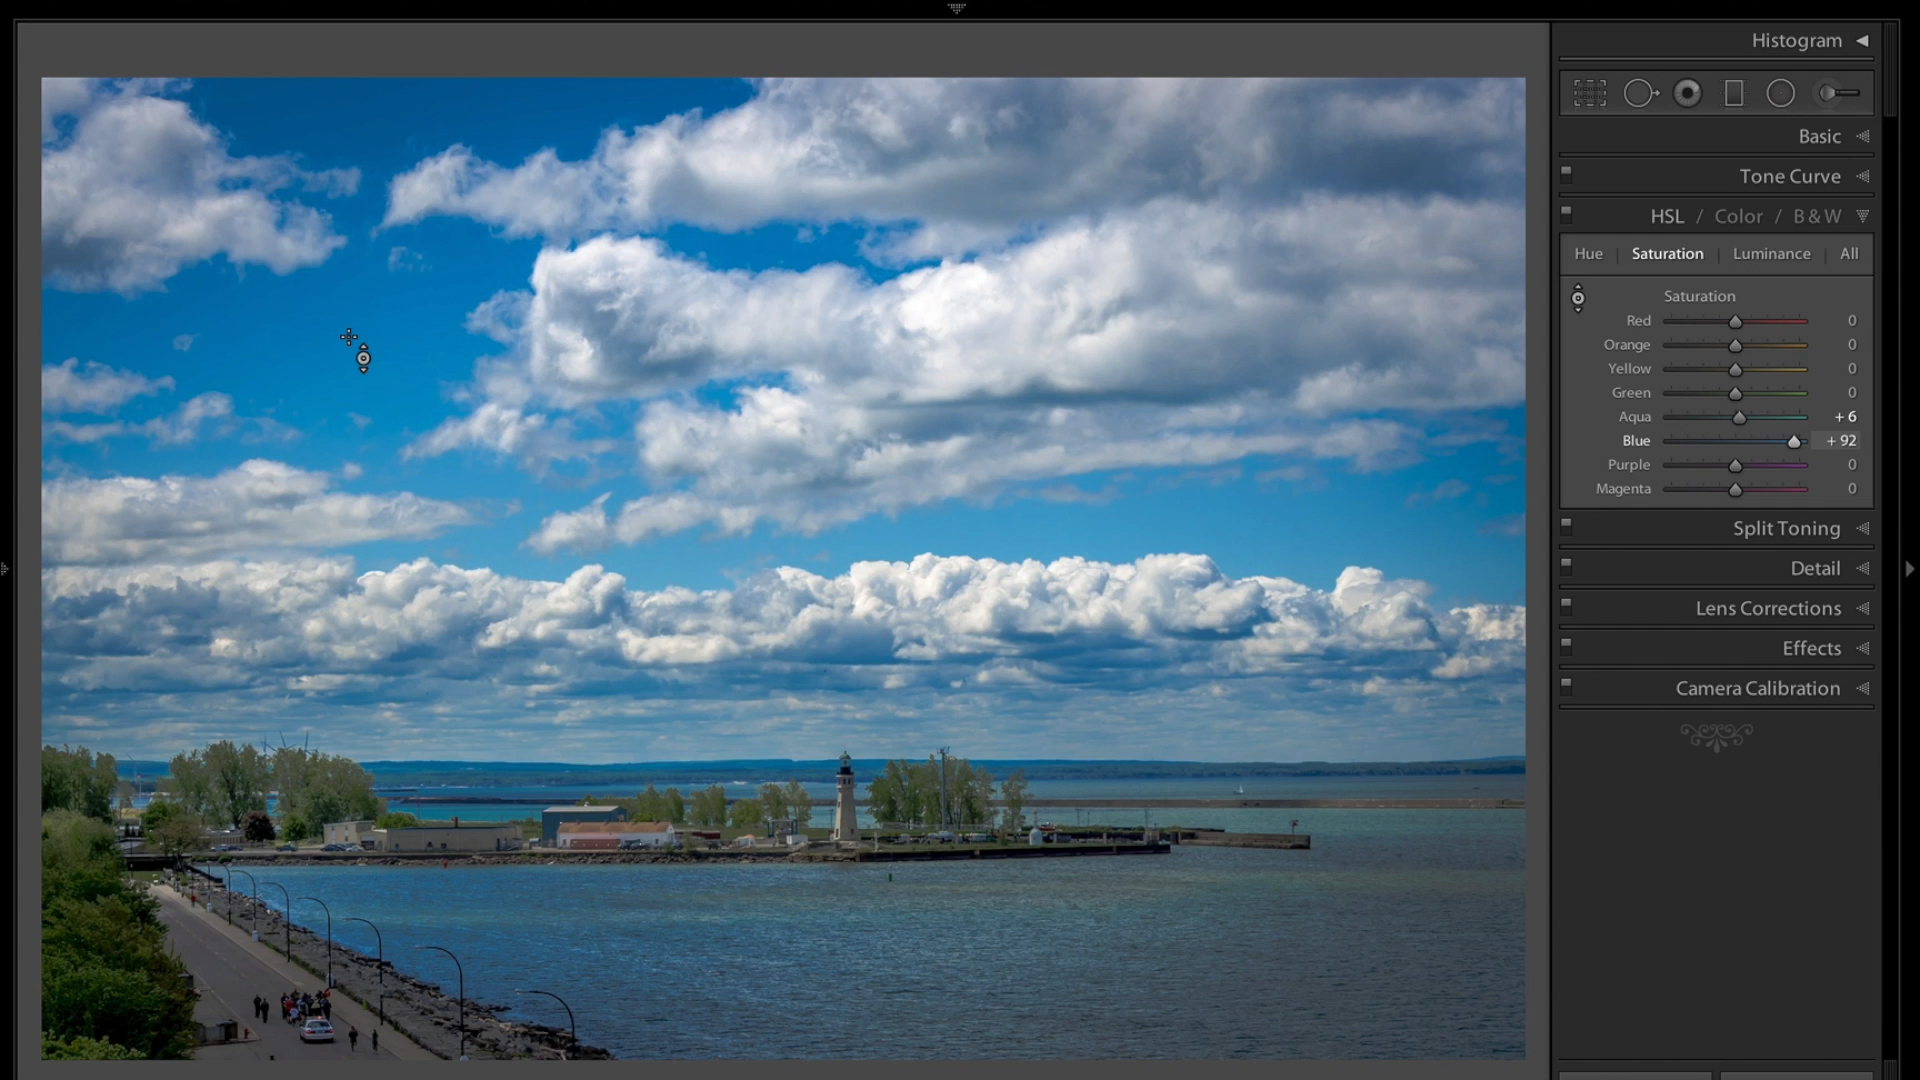 Histogram
Basic
Tone Curve
HSL / Color / B & W
Hue | Saturation | Luminance | All
Saturation
Red 0
Orange 0
Yellow 0
Green 0
Aqua + 6
Blue + 92
Purple 0
Magenta 0
Split Toning
Detail
Lens Corrections
Effects
Camera Calibration